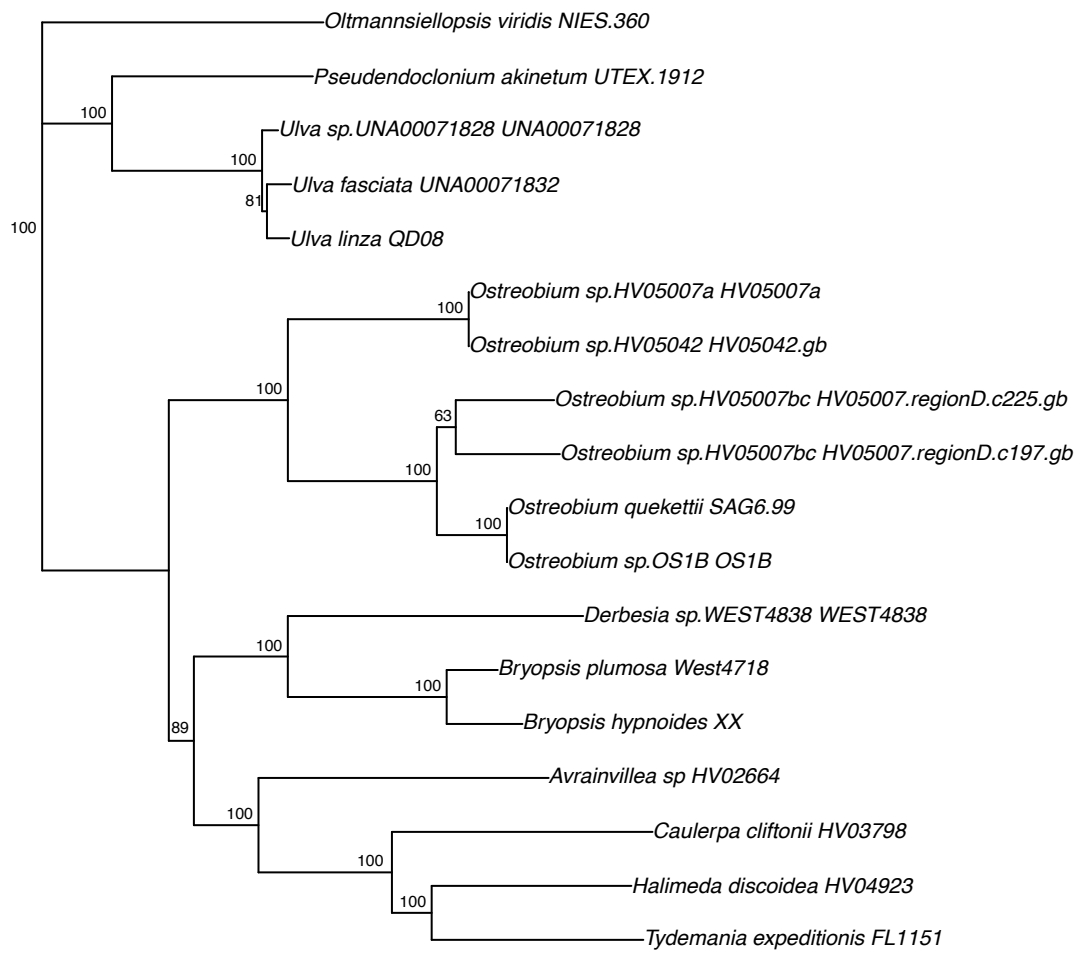 Oltmannsiellopsis viridis NIES.360
Pseudendoclonium akinetum UTEX.1912
100
Ulva sp.UNA00071828 UNA00071828
100
Ulva fasciata UNA00071832
81
100
Ulva linza QD08
Ostreobium sp.HV05007a HV05007a
100
Ostreobium sp.HV05042 HV05042.gb
100
Ostreobium sp.HV05007bc HV05007.regionD.c225.gb
63
Ostreobium sp.HV05007bc HV05007.regionD.c197.gb
100
Ostreobium quekettii SAG6.99
100
Ostreobium sp.OS1B OS1B
Derbesia sp.WEST4838 WEST4838
100
Bryopsis plumosa West4718
100
Bryopsis hypnoides XX
89
Avrainvillea sp HV02664
100
Caulerpa cliftonii HV03798
100
Halimeda discoidea HV04923
100
Tydemania expeditionis FL1151